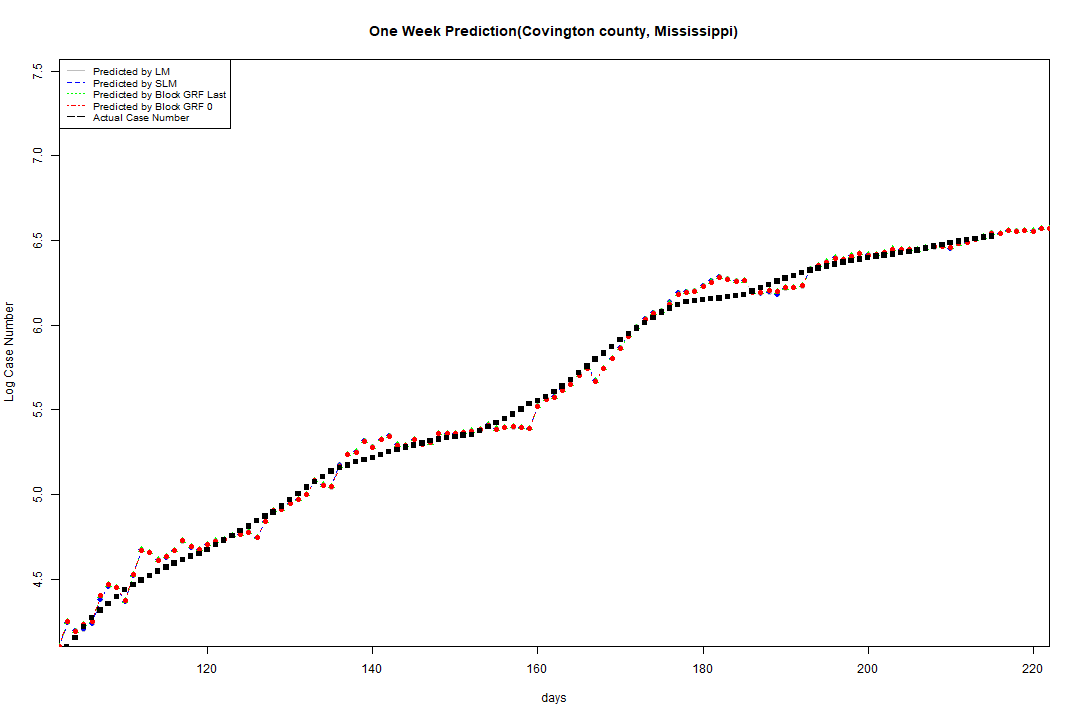 One Week Prediction(Covington county, Mississippi)
Predicted by LM
Predicted by SLM
Predicted by Block GRF Last
Predicted by Block GRF 0
Actual Case Number
7.5
7.0
6.5
6.0
5.5
5.0
4.5
Log Case Number
120 140 160 180 200 220
days